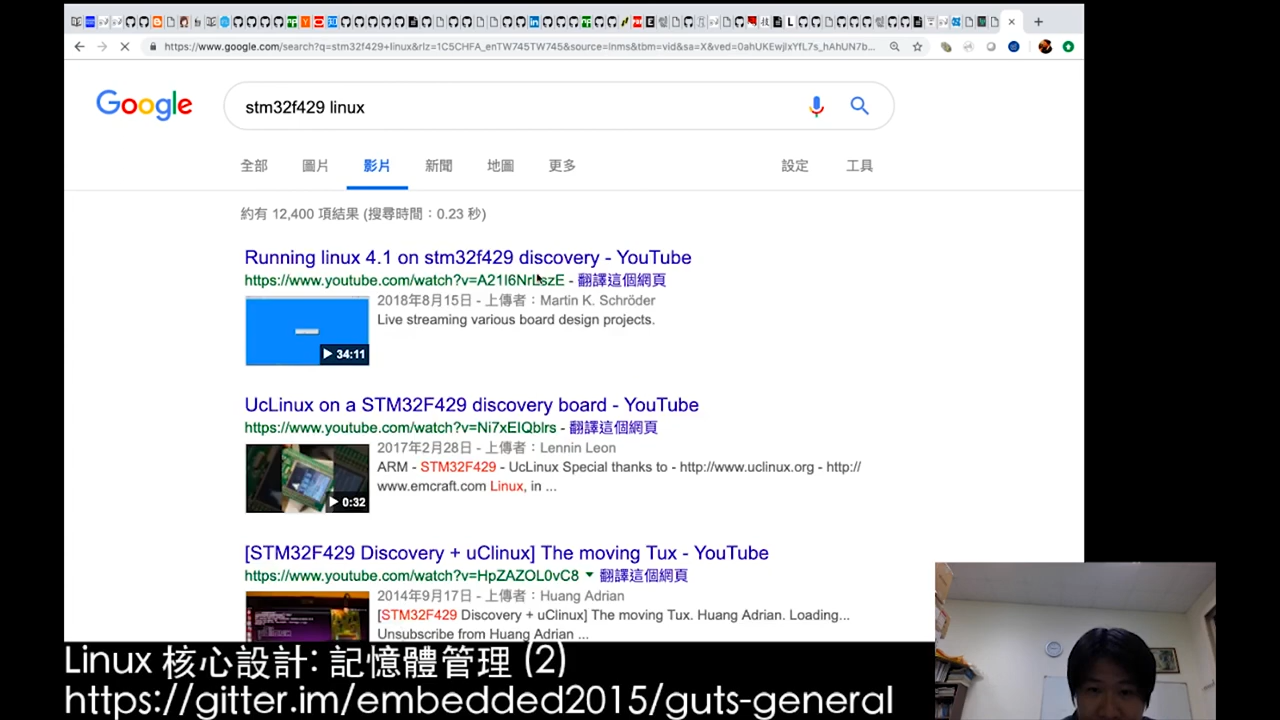 https://www.google.com/search?q=stm32f429+linux&rlz=1C5CHFA_enTW745TW745&source=lnms&tbm=vid&sa=X&ved=0ahUKEwjIxYfL7s_hAhUN7b...
Google
stm32f429 linux
全部 圖片 影片 新聞 地圖 更多 設定 工具
約有 12,400 項結果 (搜尋時間:0.23 秒)
Running linux 4.1 on stm32f429 discovery - YouTube
https://www.youtube.com/watch?v=A21I6NrLszE - 翻譯這個網頁
2018年8月15日 - 上傳者:Martin K. Schröder
Live streaming various board design projects.
34:11
UcLinux on a STM32F429 discovery board - YouTube
https://www.youtube.com/watch?v=Ni7xEIQblrs - 翻譯這個網頁
2017年2月28日 - 上傳者:Lennin Leon
ARM - STM32F429 - UcLinux Special thanks to - http://www.uclinux.org - http://
www.emcraft.com Linux, in ...
0:32
[STM32F429 Discovery + uClinux] The moving Tux - YouTube
https://www.youtube.com/watch?v=HpZAZOL0vC8 翻譯這個網頁
2014年9月17日 - 上傳者:Huang Adrian
[STM32F429 Discovery + uClinux] The moving Tux. Huang Adrian. Loading...
Unsubscribe from Huang Adrian ...
Linux 核心設計: 記憶體管理 (2)
https://gitter.im/embedded2015/guts-general